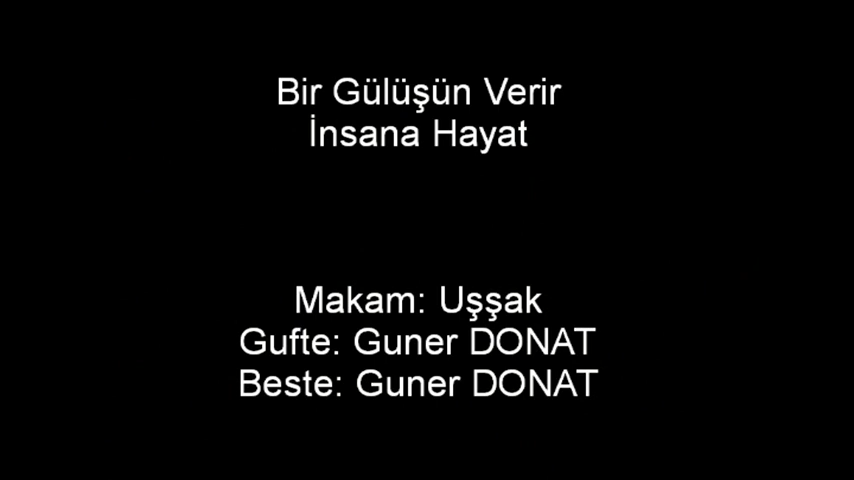 Bir Gülüşün Verir
İnsana Hayat
Makam: Uşşak
Gufte: Guner DONAT
Beste: Guner DONAT